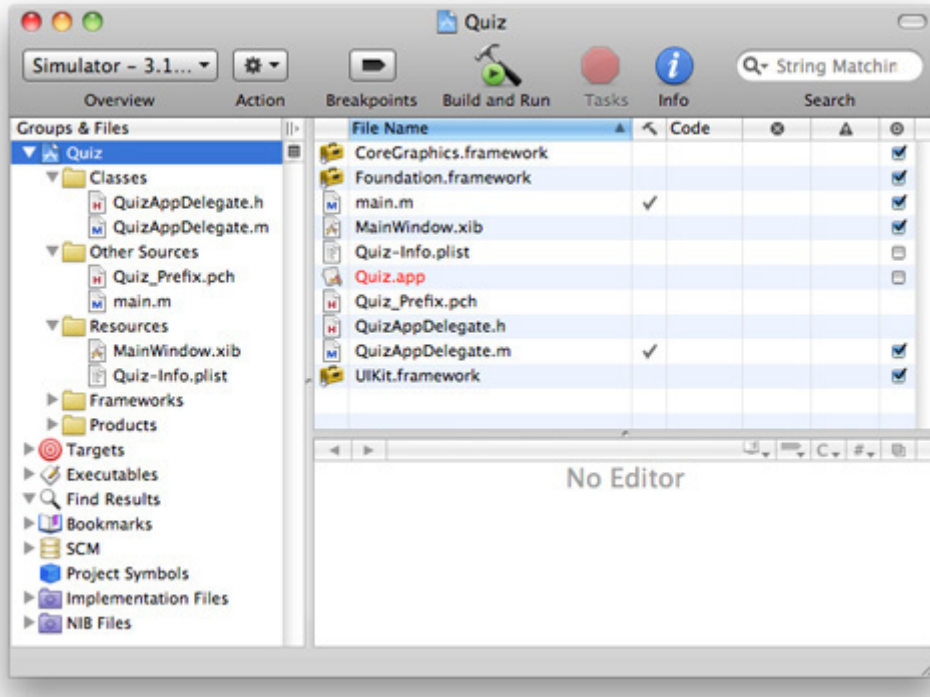 Quiz
Simulator – 3.1...
String Matchin
Overview
Action
Breakpoints
Build and Run
Tasks
Info
Search
Groups & Files
Quiz
Classes
QuizAppDelegate.h
QuizAppDelegate.m
Other Sources
Quiz_Prefix.pch
main.m
Resources
MainWindow.xib
Quiz-Info.plist
Frameworks
Products
Targets
Executables
Find Results
Bookmarks
SCM
Project Symbols
Implementation Files
NIB Files
File Name
Code
CoreGraphics.framework
Foundation.framework
main.m
MainWindow.xib
Quiz-Info.plist
Quiz.app
Quiz_Prefix.pch
QuizAppDelegate.h
QuizAppDelegate.m
UIKit.framework
C
#
No Editor